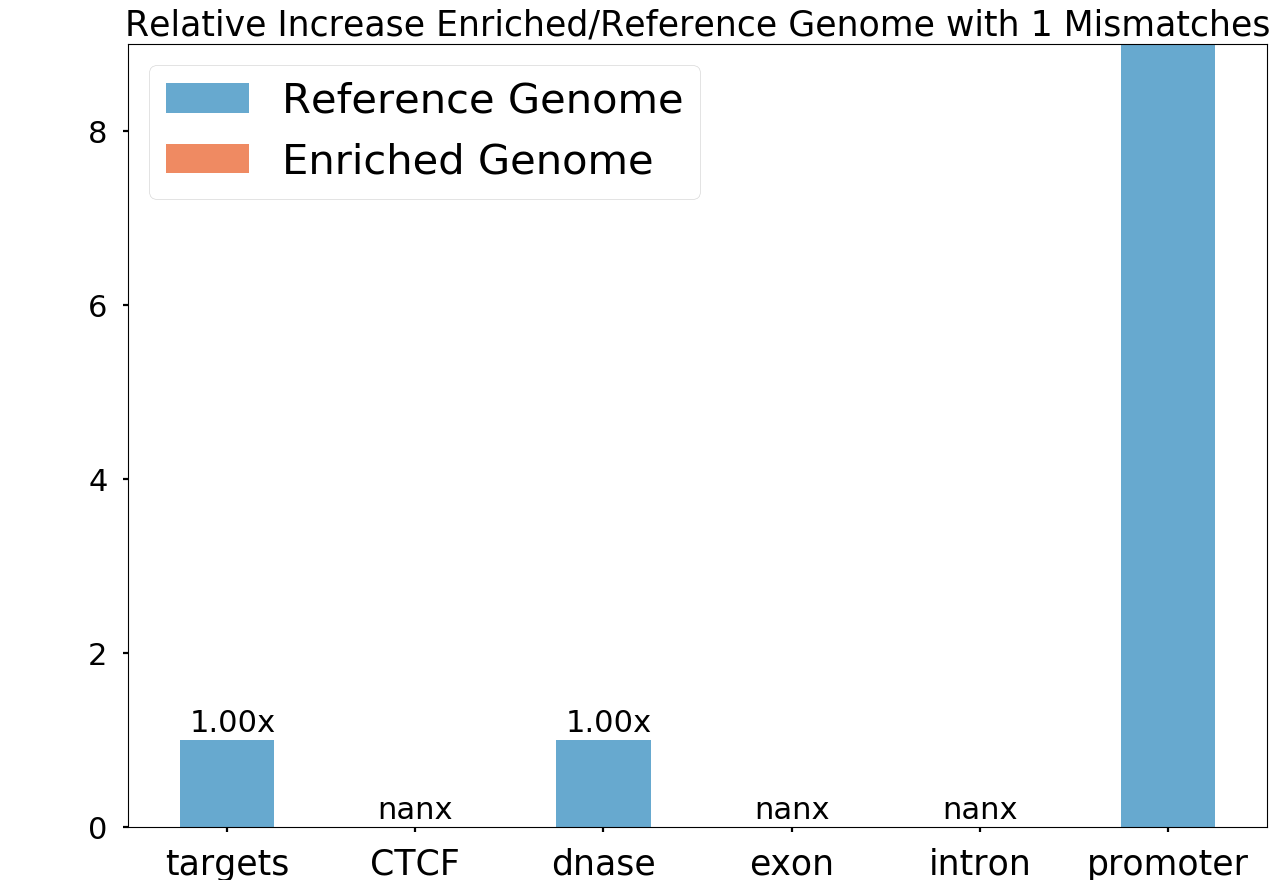 Relative Increase Enriched/Reference Genome with 1 Mismatches
Reference Genome
Enriched Genome
8
6
4
2
0
1.00x
nanx
1.00x
nanx
nanx
targets
CTCF
dnase
exon
intron
promoter